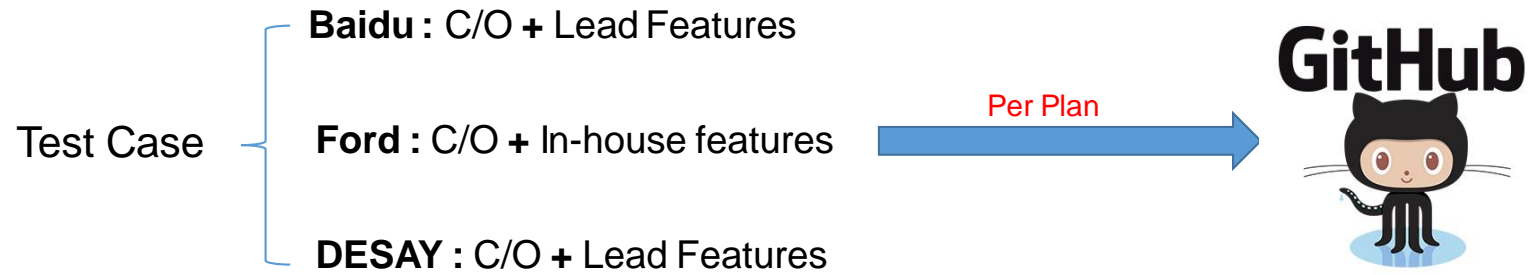 Baidu : C/O + Lead Features
GitHub
Per Plan
Test Case
Ford : C/O + In-house features
DESAY : C/O + Lead Features